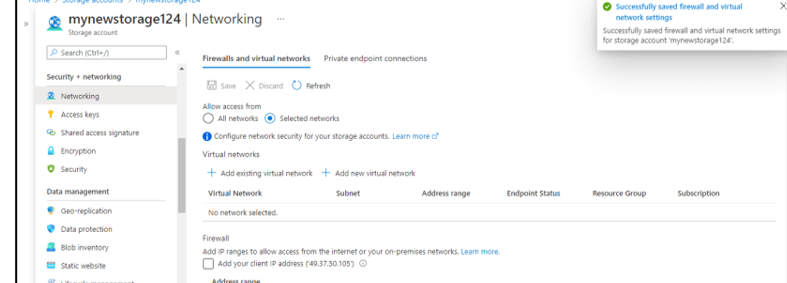 Home > Storage accounts > mynewstorage124
mynewstorage124 | Networking ...
Storage account
Search (Ctrl+/)
Security + networking
Networking
Access keys
Shared access signature
Encryption
Security
Data management
Geo-replication
Data protection
Blob inventory
Static website
Lifecycle management
Firewalls and virtual networks Private endpoint connections
Save Discard Refresh
Allow access from
All networks Selected networks
Configure network security for your storage accounts. Learn more
Virtual networks
+ Add existing virtual network + Add new virtual network
Virtual Network Subnet Address range Endpoint Status Resource Group Subscription
No network selected.
Firewall
Add IP ranges to allow access from the internet or your on-premises networks. Learn more.
Add your client IP address ('49.37.50.105')
Address range
Successfully saved firewall and virtual
network settings
Successfully saved firewall and virtual network settings
for storage account 'mynewstorage124'.